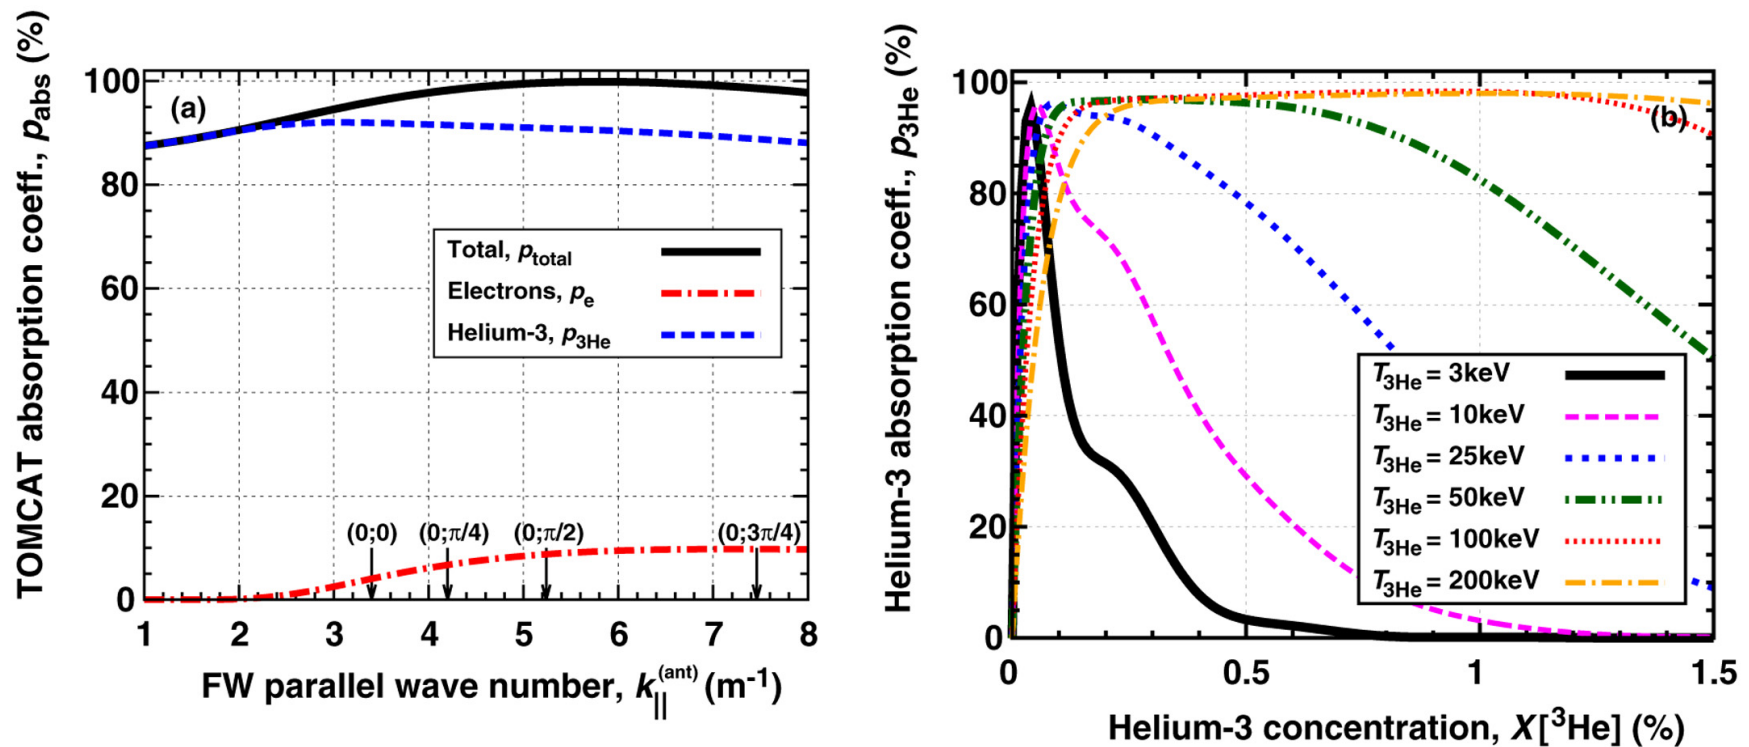 TOMCAT absorption coeff., pabs (%)
100
80
60
40
20
0
(a)
Total, ptotal
Electrons, pe
Helium-3, p3He
(0;0)
(0;π/4)
(0;π/2)
(0;3π/4)
1 2 3 4 5 6 7 8
FW parallel wave number, k||(ant) (m-1)
Helium-3 absorption coeff., p3He (%)
100
80
60
40
20
0
(b)
T3He = 3keV
T3He = 10keV
T3He = 25keV
T3He = 50keV
T3He = 100keV
T3He = 200keV
0 0.5 1 1.5
Helium-3 concentration, X[3He] (%)